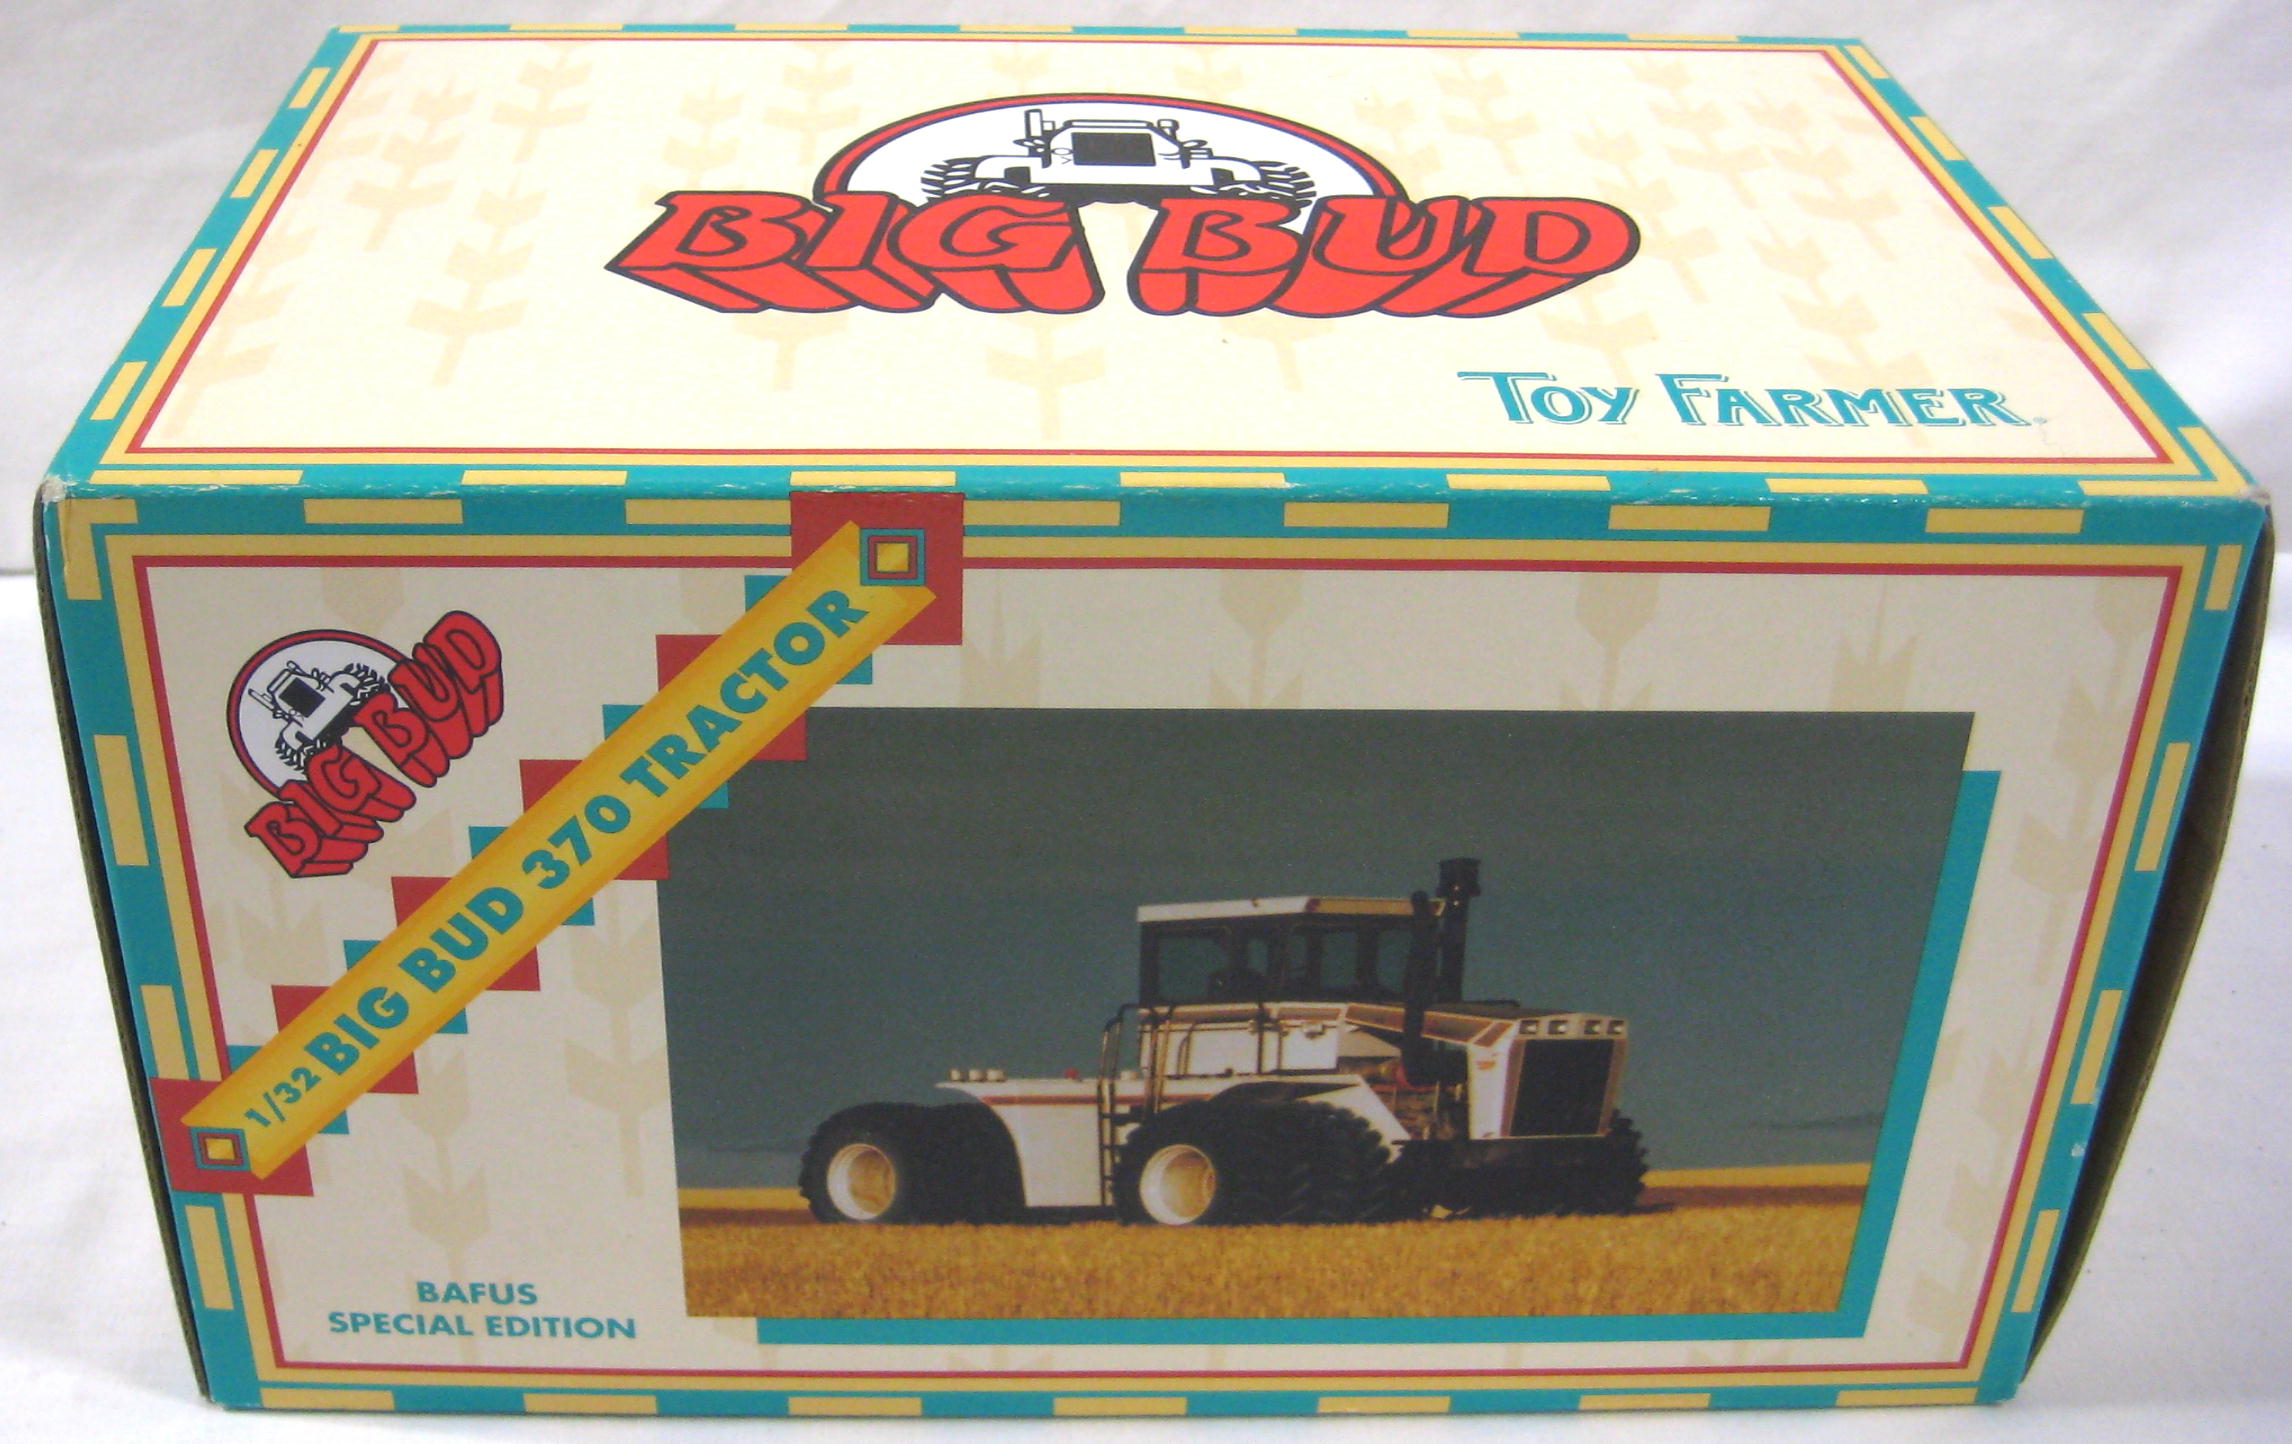 BIG BUD
TOY FARMER
BIG BUD
1/32 BIG BUD 370 TRACTOR
BAFUS
SPECIAL EDITION